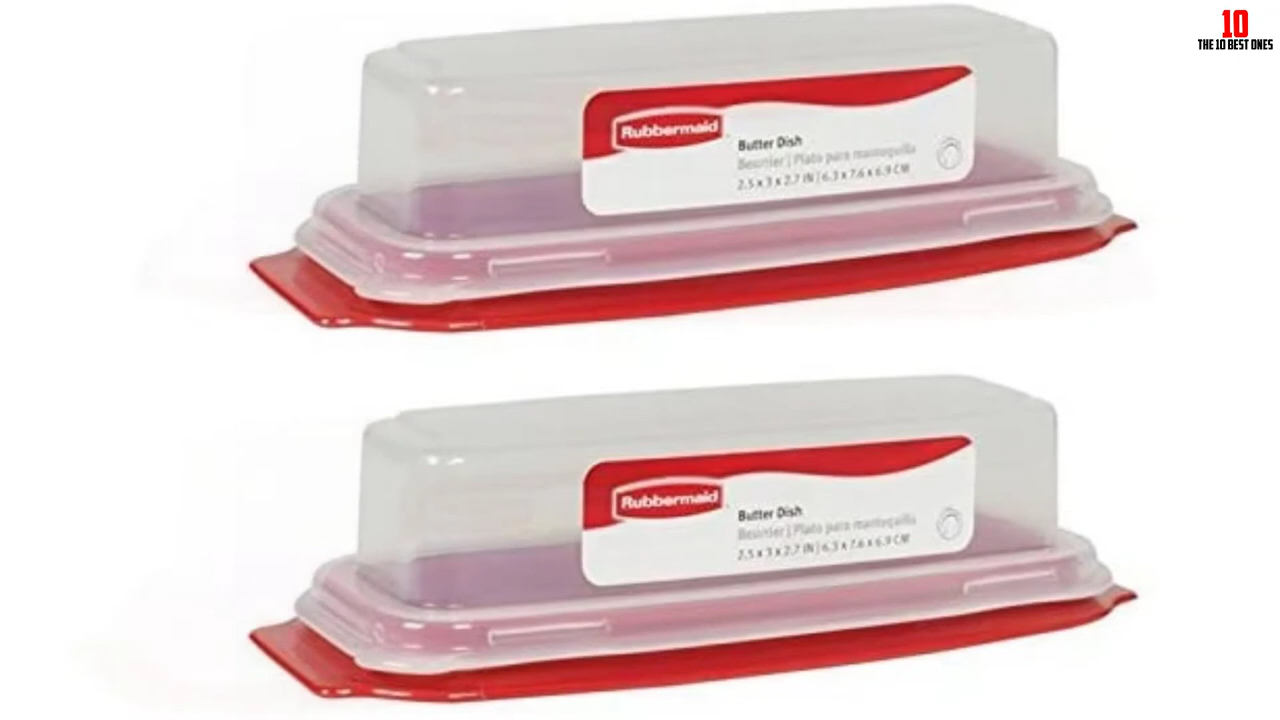 10
THE 10 BEST ONES
Rubbermaid
Butter Dish
Beurrier | Plato para mantequilla
2.5 x 3 x 2.7 IN | 6.3 x 7.6 x 6.9 CM
Rubbermaid
Butter Dish
Beurrier | Plato para mantequilla
2.5 x 3 x 2.7 IN | 6.3 x 7.6 x 6.9 CM